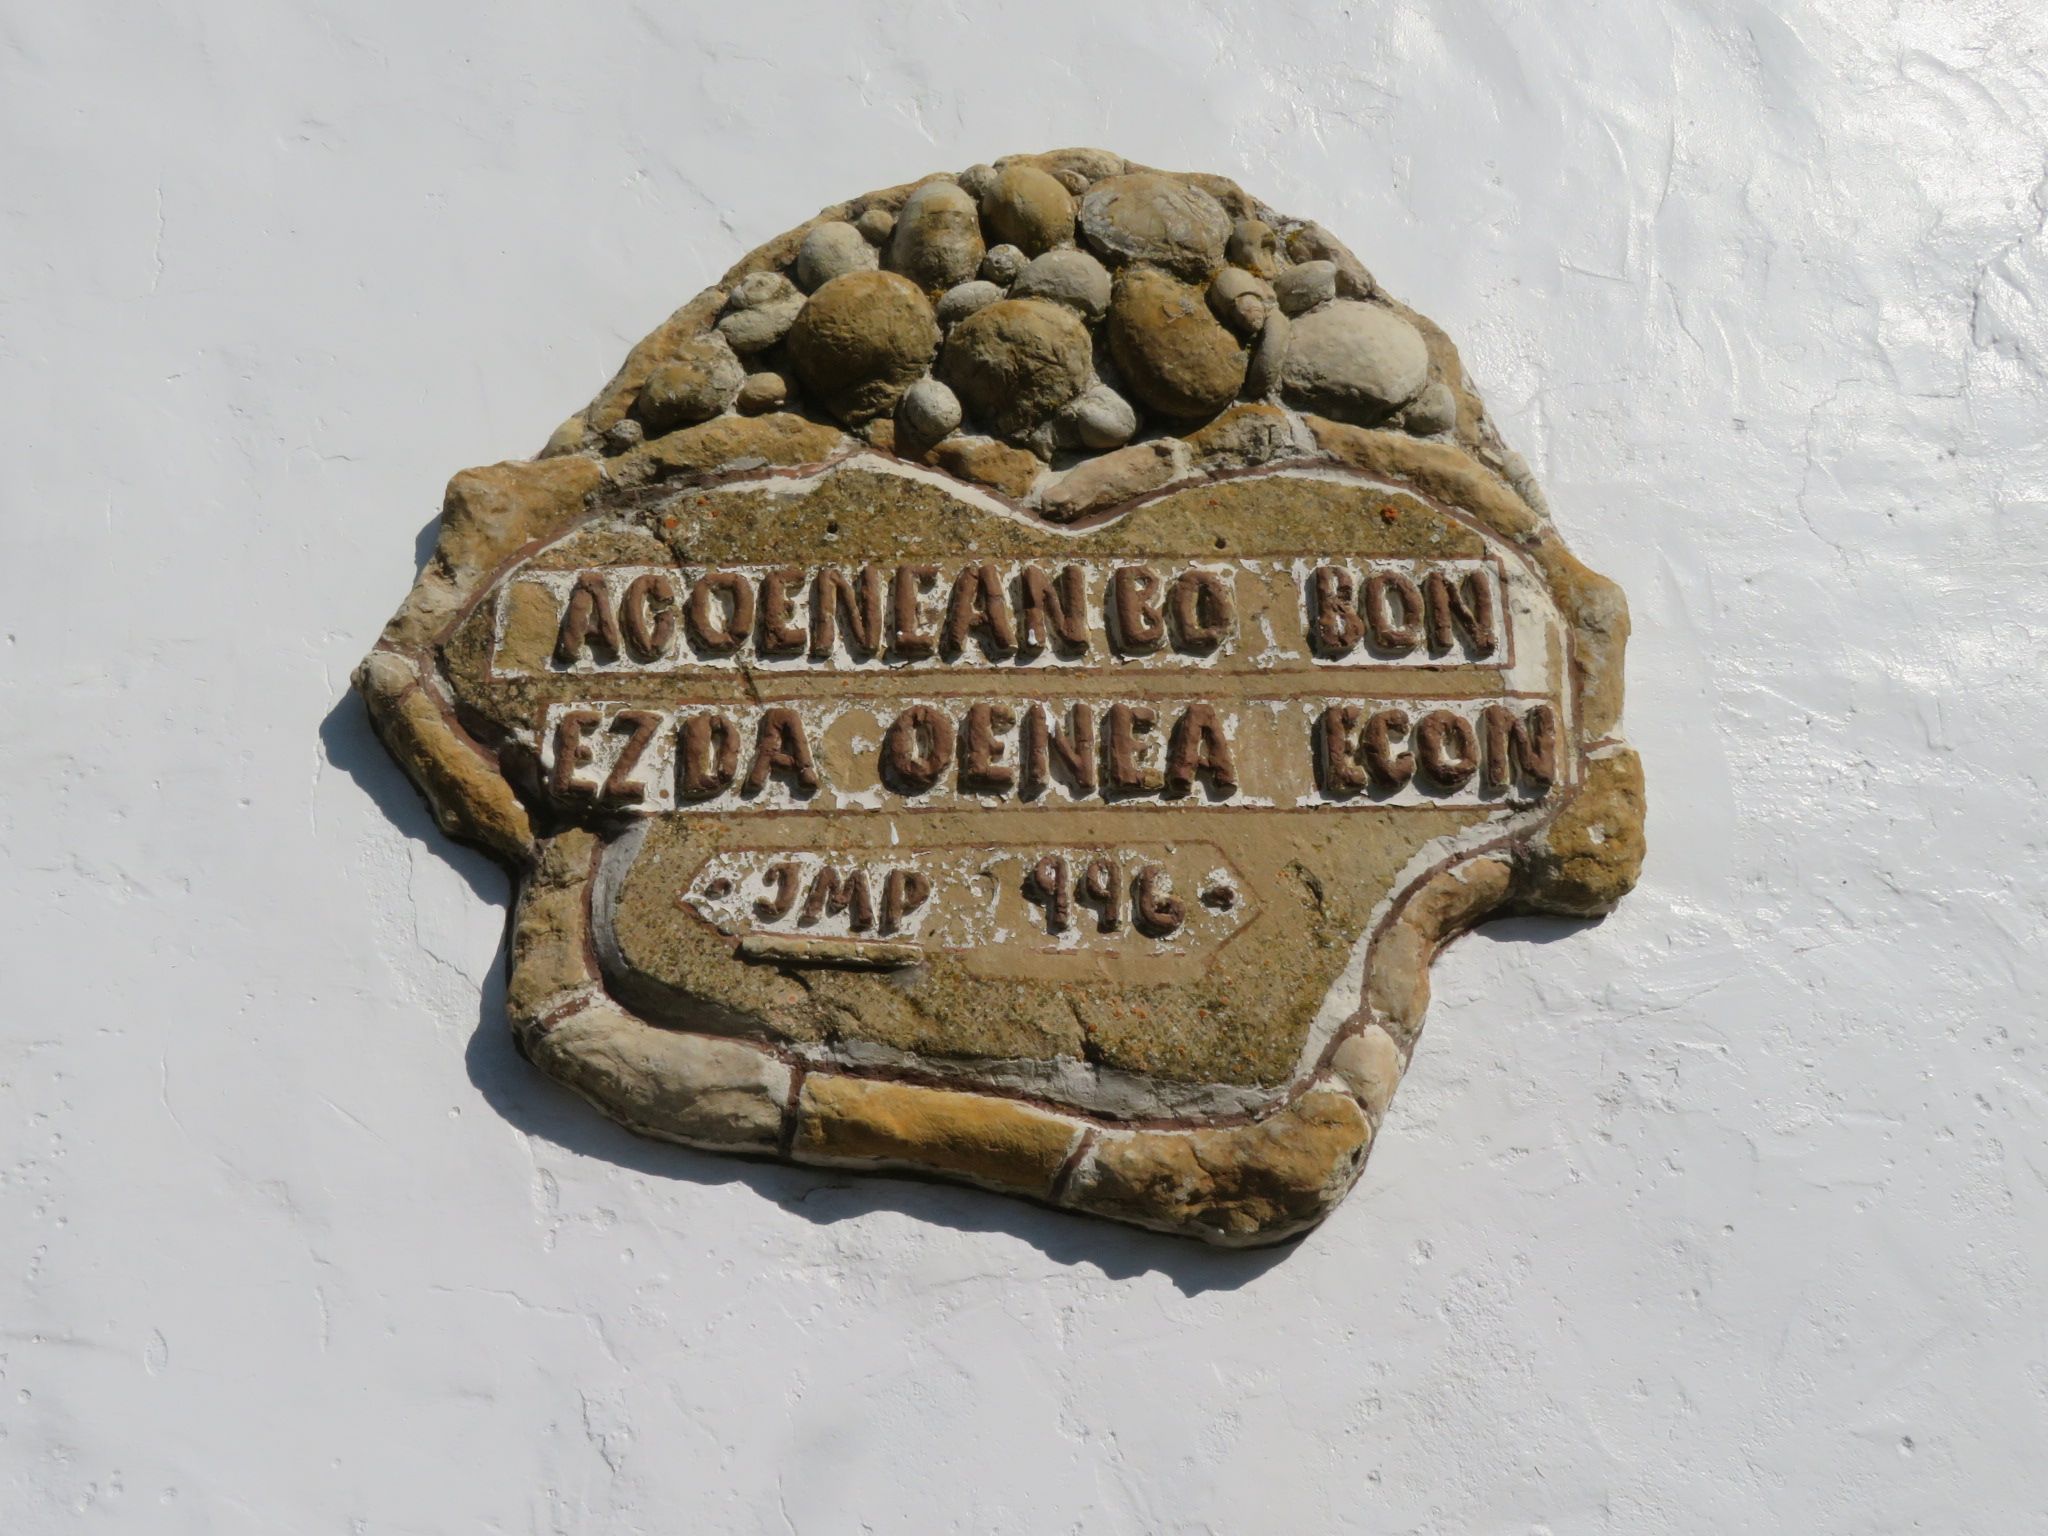 AGOENEAN BO BON
EZDA OENEA ECON
· JMP 996 ·